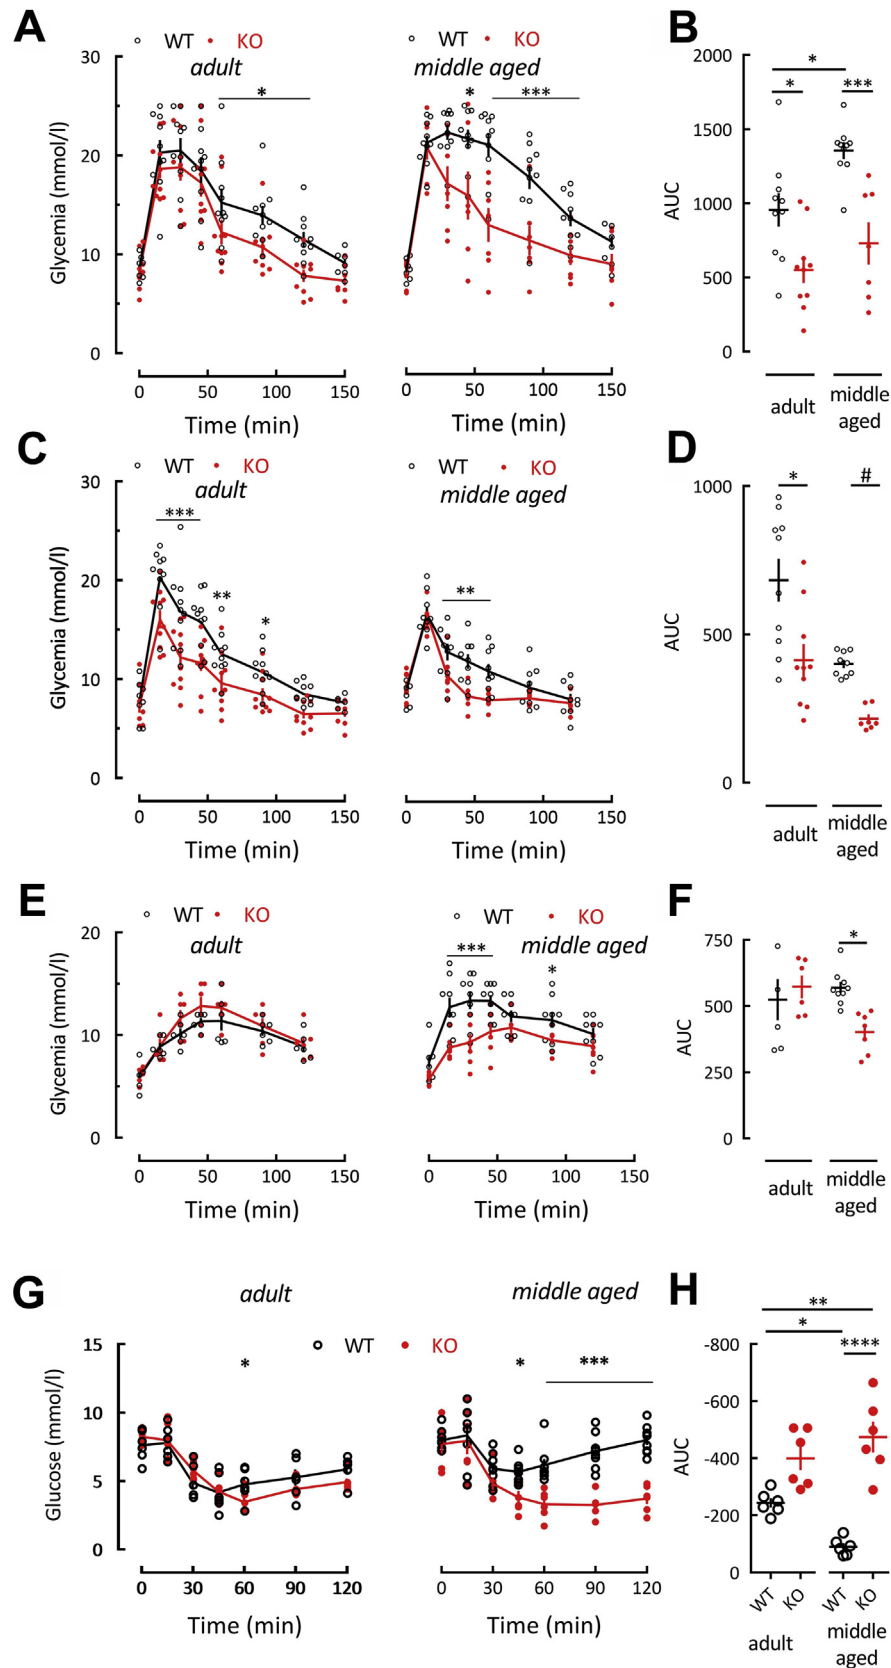 A
WT KO
adult
WT KO
middle aged
B
* *** 
30
20
10
0
Glycemia (mmol/l)
0 50 100 150
Time (min)
0 50 100 150
Time (min)
2000
1500
1000
500
0
AUC
* * ***
adult
middle
aged
C
WT KO
adult
WT KO
middle aged
D
*** ** *
**
30
20
10
0
Glycemia (mmol/l)
0 50 100 150
Time (min)
0 50 100 150
Time (min)
1000
500
0
AUC
* #
adult
middle
aged
E
WT KO
adult
WT KO
middle aged
F
*** *
20
10
0
Glycemia (mmol/l)
0 50 100 150
Time (min)
0 50 100 150
Time (min)
750
500
250
0
AUC
*
adult
middle
aged
G
adult
middle aged
H
WT KO
* * ***
15
10
5
0
Glucose (mmol/l)
0 30 60 90 120
Time (min)
0 30 60 90 120
Time (min)
-800
-600
-400
-200
0
AUC
**
*
****
WT KO WT KO
adult
middle
aged